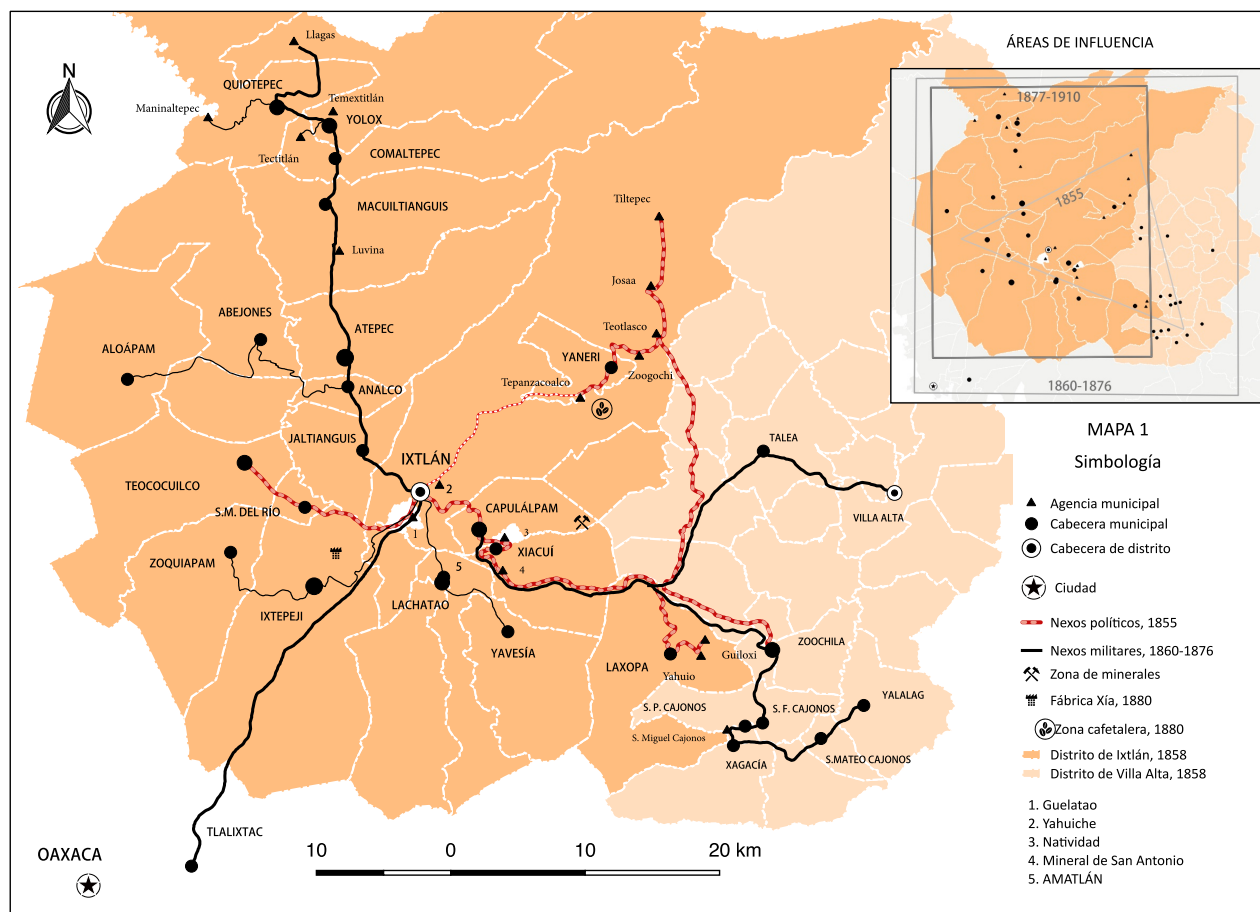 Llagas
ÁREAS DE INFLUENCIA
N
QUIOTEPEC
Maninaltepec
Temextitlán
YOLOX
Tectitlán
COMALTEPEC
MACUILTIANGUIS
Luvina
1877-1910
1855
1860-1876
Tiltepec
Josaa
Teotlasco
ABEJONES
ATEPEC
ALOÁPAM
ANALCO
YANERI
Zoogochi
Tepanzacoalco
JALTIANGUIS
IXTLÁN
2
TALEA
VILLA ALTA
TEOCOCUILCO
S.M. DEL RÍO
CAPULÁLPAM
1
3
XIACUÍ
4
ZOQUIAPAM
IXTEPEJI
5
LACHATAO
YAVESÍA
LAXOPA
Yahuio
Guiloxi
ZOOCHILA
S. P. CAJONOS
S. F. CAJONOS
YALALAG
S. Miguel Cajonos
XAGACÍA
S.MATEO CAJONOS
TLALIXTAC
OAXACA
10 0 10 20 km
MAPA 1
Simbología
Agencia municipal
Cabecera municipal
Cabecera de distrito
Ciudad
Nexos políticos, 1855
Nexos militares, 1860-1876
Zona de minerales
Fábrica Xía, 1880
Zona cafetalera, 1880
Distrito de Ixtlán, 1858
Distrito de Villa Alta, 1858
1. Guelatao
2. Yahuiche
3. Natividad
4. Mineral de San Antonio
5. AMATLÁN